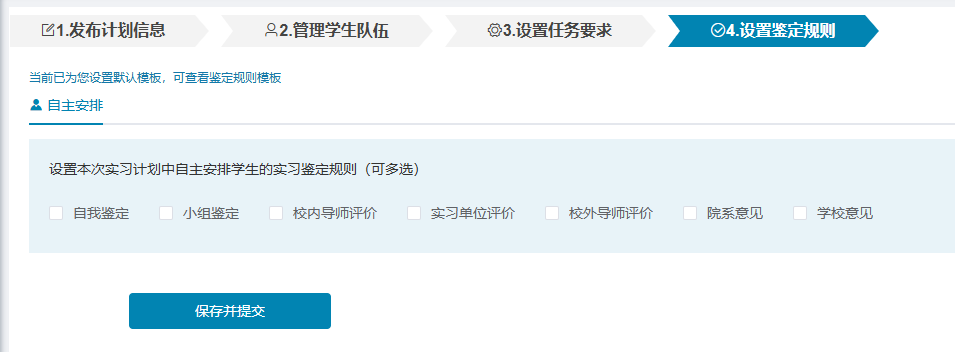 1.发布计划信息 2.管理学生队伍 3.设置任务要求 4.设置鉴定规则
当前已为您设置默认模板，可查看鉴定规则模板
自主安排
设置本次实习计划中自主安排学生的实习鉴定规则（可多选）
自我鉴定 小组鉴定 校内导师评价 实习单位评价 校外导师评价 院系意见 学校意见
保存并提交